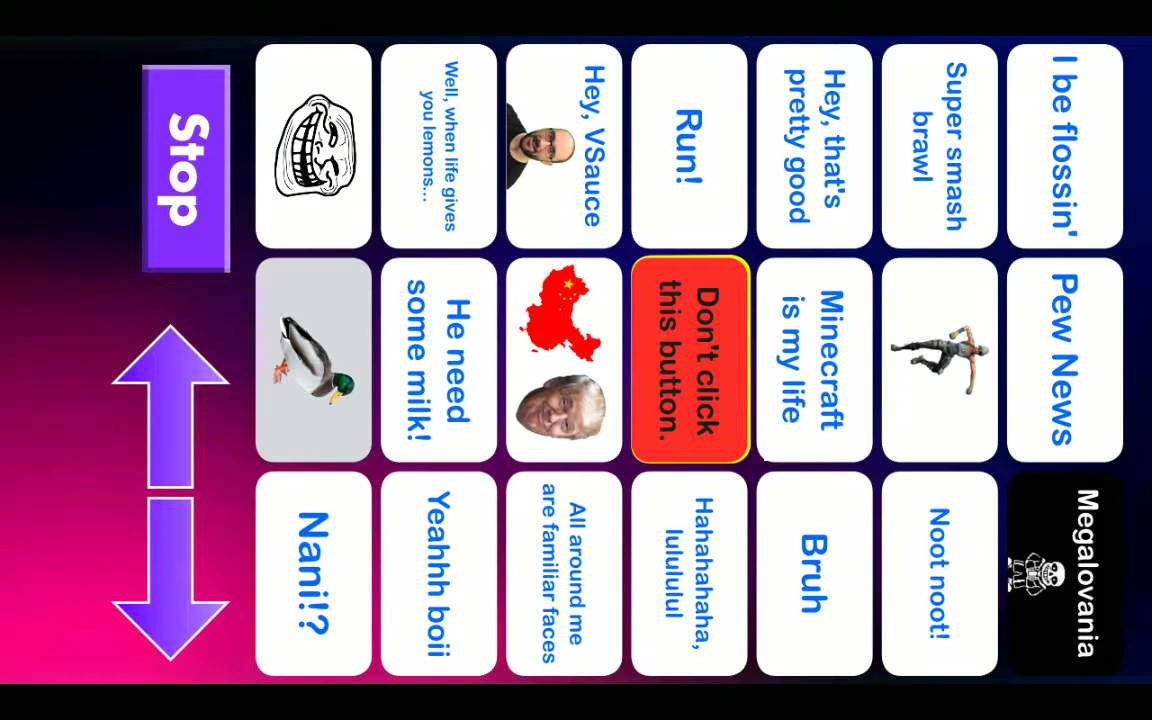 I be flossin'
Pew News
Megalovania
Super smash
brawl
Noot noot!
Hey, that's
pretty good
Minecraft
is my life
Bruh
Run!
Don't click
this button.
Hahahahaha,
lulululul
Hey, VSauce
All around me
are familiar faces
Well, when life gives
you lemons...
He need
some milk!
Yeahhh boii
Nani!?
Stop